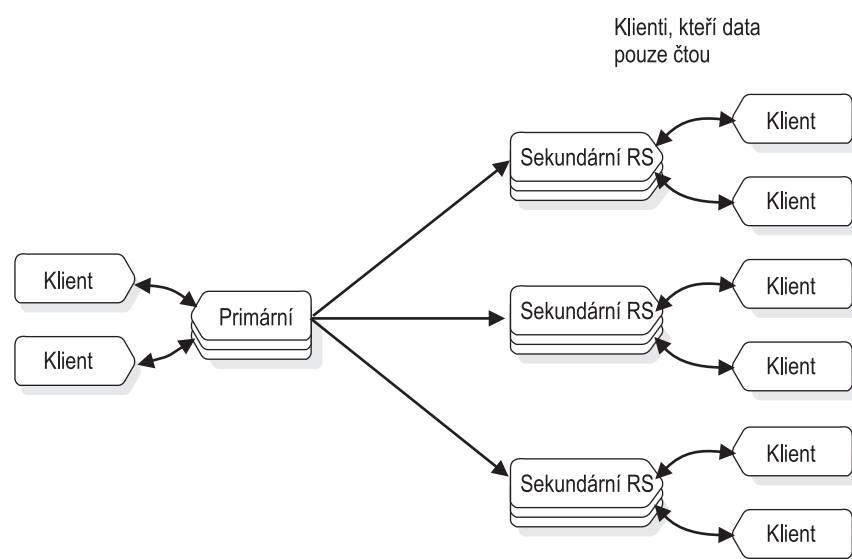 Klienti, kteří data
pouze čtou
Klient
Sekundární RS
Klient
Klient
Klient
Primární
Sekundární RS
Klient
Klient
Klient
Sekundární RS
Klient